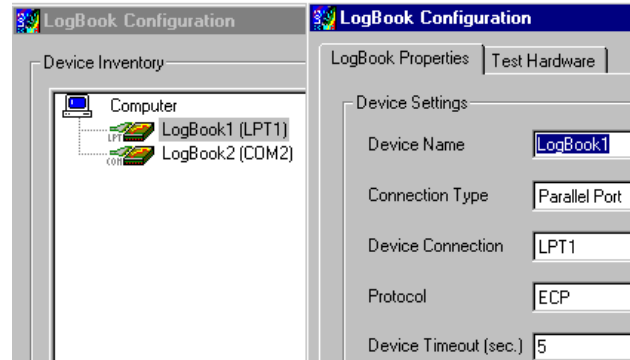 LogBook Configuration
Device Inventory
Computer
LPT LogBook1 (LPT1)
COM LogBook2 (COM2)
LogBook Configuration
LogBook Properties Test Hardware
Device Settings
Device Name LogBook1
Connection Type Parallel Port
Device Connection LPT1
Protocol ECP
Device Timeout (sec.) 5